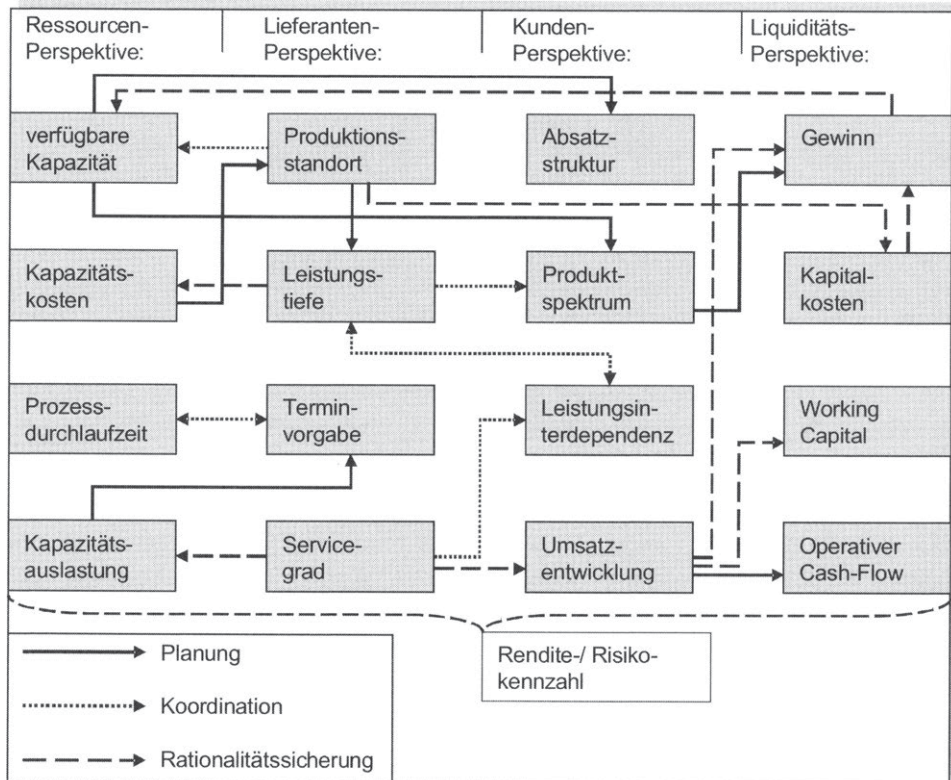 Ressourcen-
Perspektive:
Lieferanten-
Perspektive:
Kunden-
Perspektive:
Liquiditäts-
Perspektive:
verfügbare
Kapazität
Produktions-
standort
Absatz-
struktur
Gewinn
Kapazitäts-
kosten
Leistungs-
tiefe
Produkt-
spektrum
Kapital-
kosten
Prozess-
durchlaufzeit
Termin-
vorgabe
Leistungsin-
terdependenz
Working
Capital
Kapazitäts-
auslastung
Service-
grad
Umsatz-
entwicklung
Operativer
Cash-Flow
Rendite-/ Risiko-
kennzahl
Planung
Koordination
Rationalitätssicherung